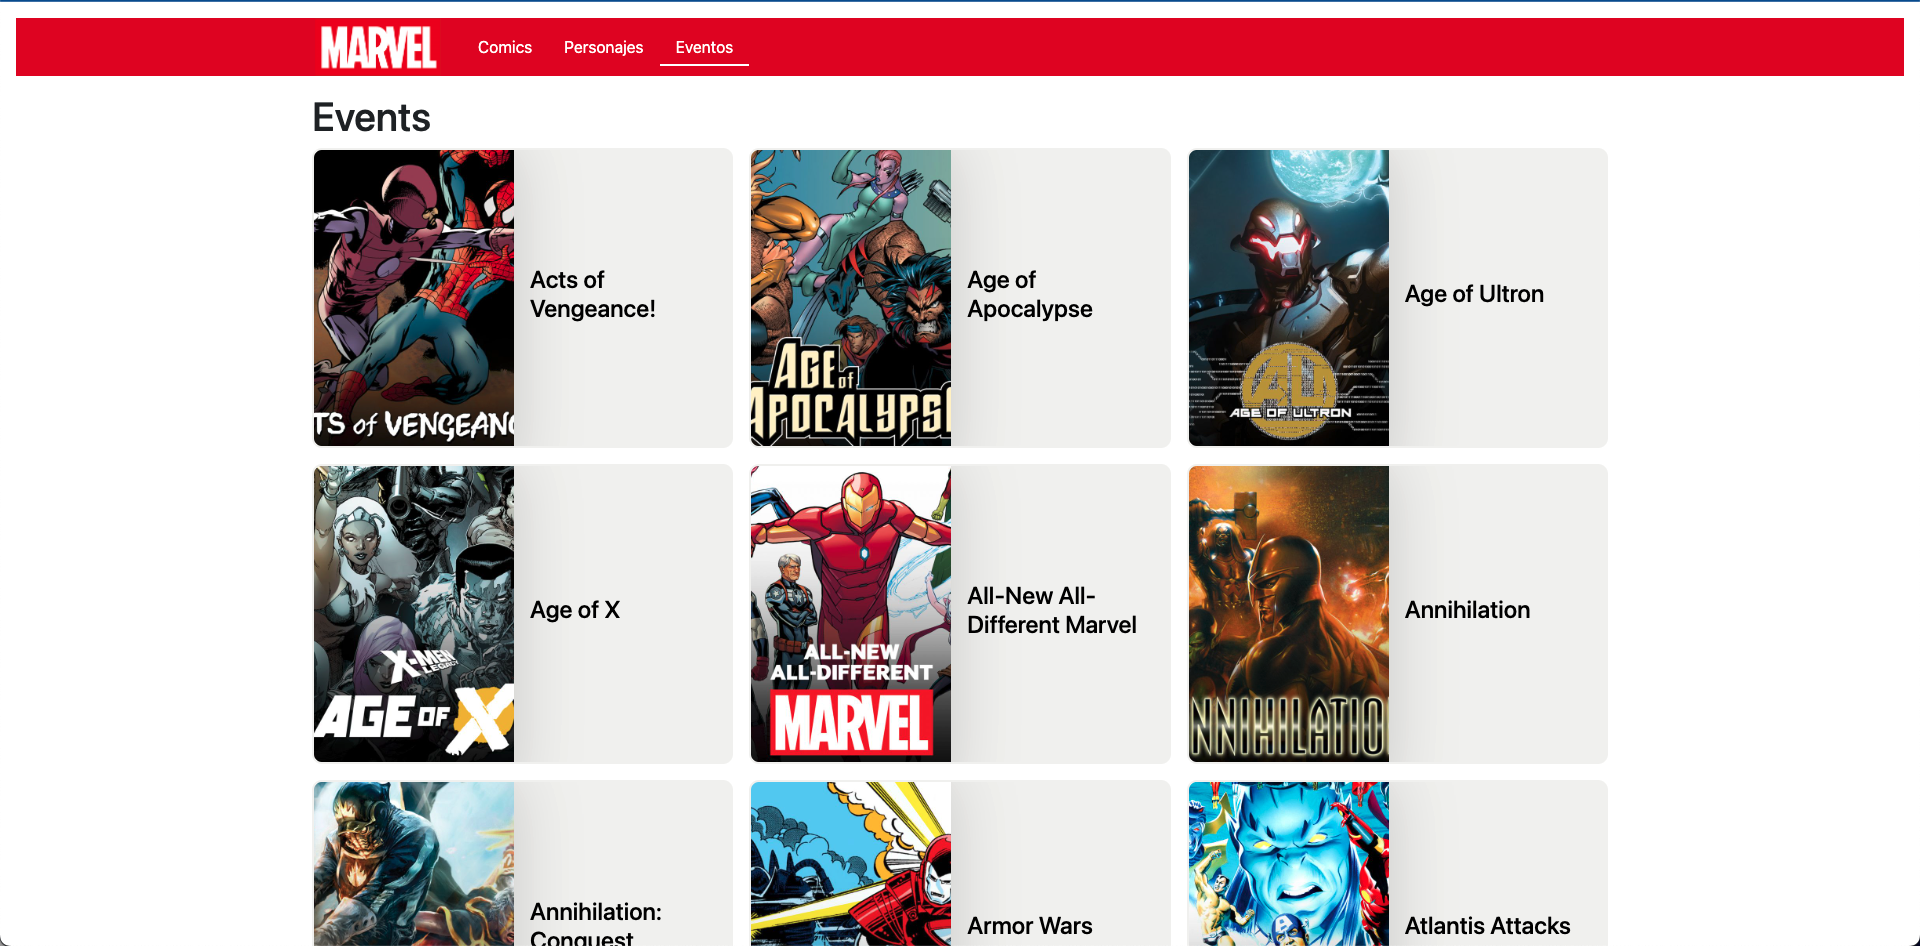 MARVEL
Comics
Personajes
Eventos
Events
TS of VENGEANC
Acts of
Vengeance!
AGE of
APOCALYPSE
Age of
Apocalypse
AU
AGE OF ULTRON
Age of Ultron
X-MEN
LEGACY
AGE OF X
Age of X
ALL-NEW
ALL-DIFFERENT
MARVEL
All-New All-
Different Marvel
NNIHILATIO
Annihilation
Annihilation:
Conquest
Armor Wars
Atlantis Attacks